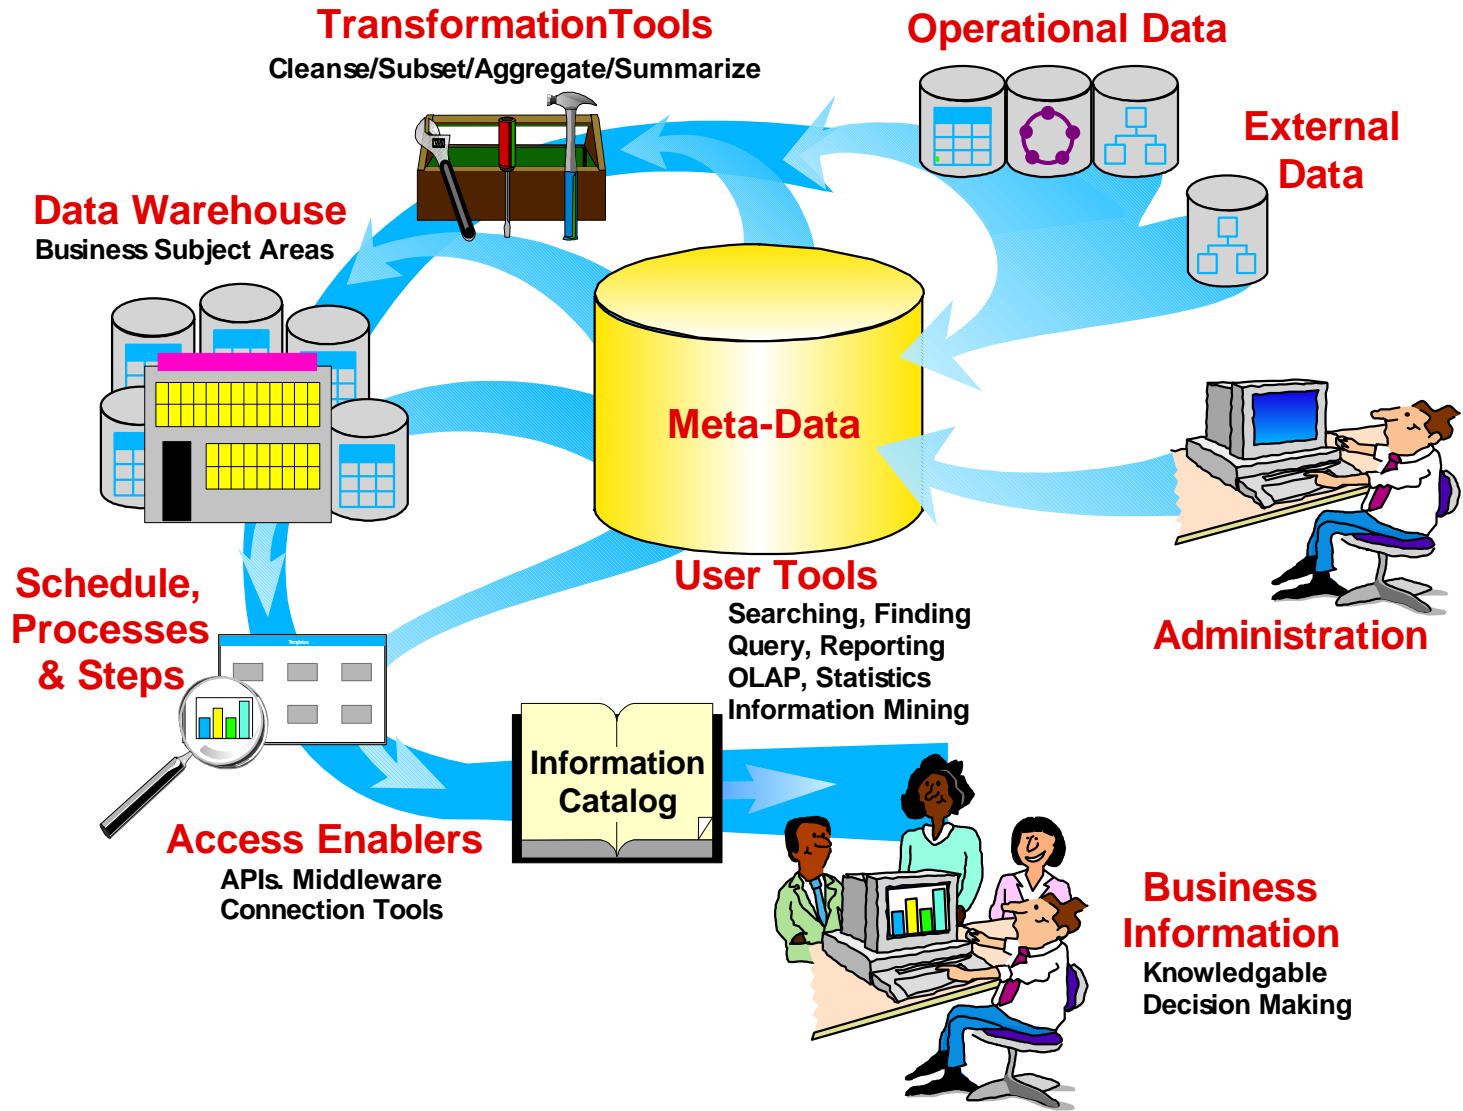 TransformationTools
Cleanse/Subset/Aggregate/Summarize
Operational Data
External
Data
Data Warehouse
Business Subject Areas
Meta-Data
Schedule,
Processes
& Steps
Templates
User Tools
Searching, Finding
Query, Reporting
OLAP, Statistics
Information Mining
Administration
Information
Catalog
Access Enablers
APIs. Middleware
Connection Tools
Business
Information
Knowledgable
Decision Making